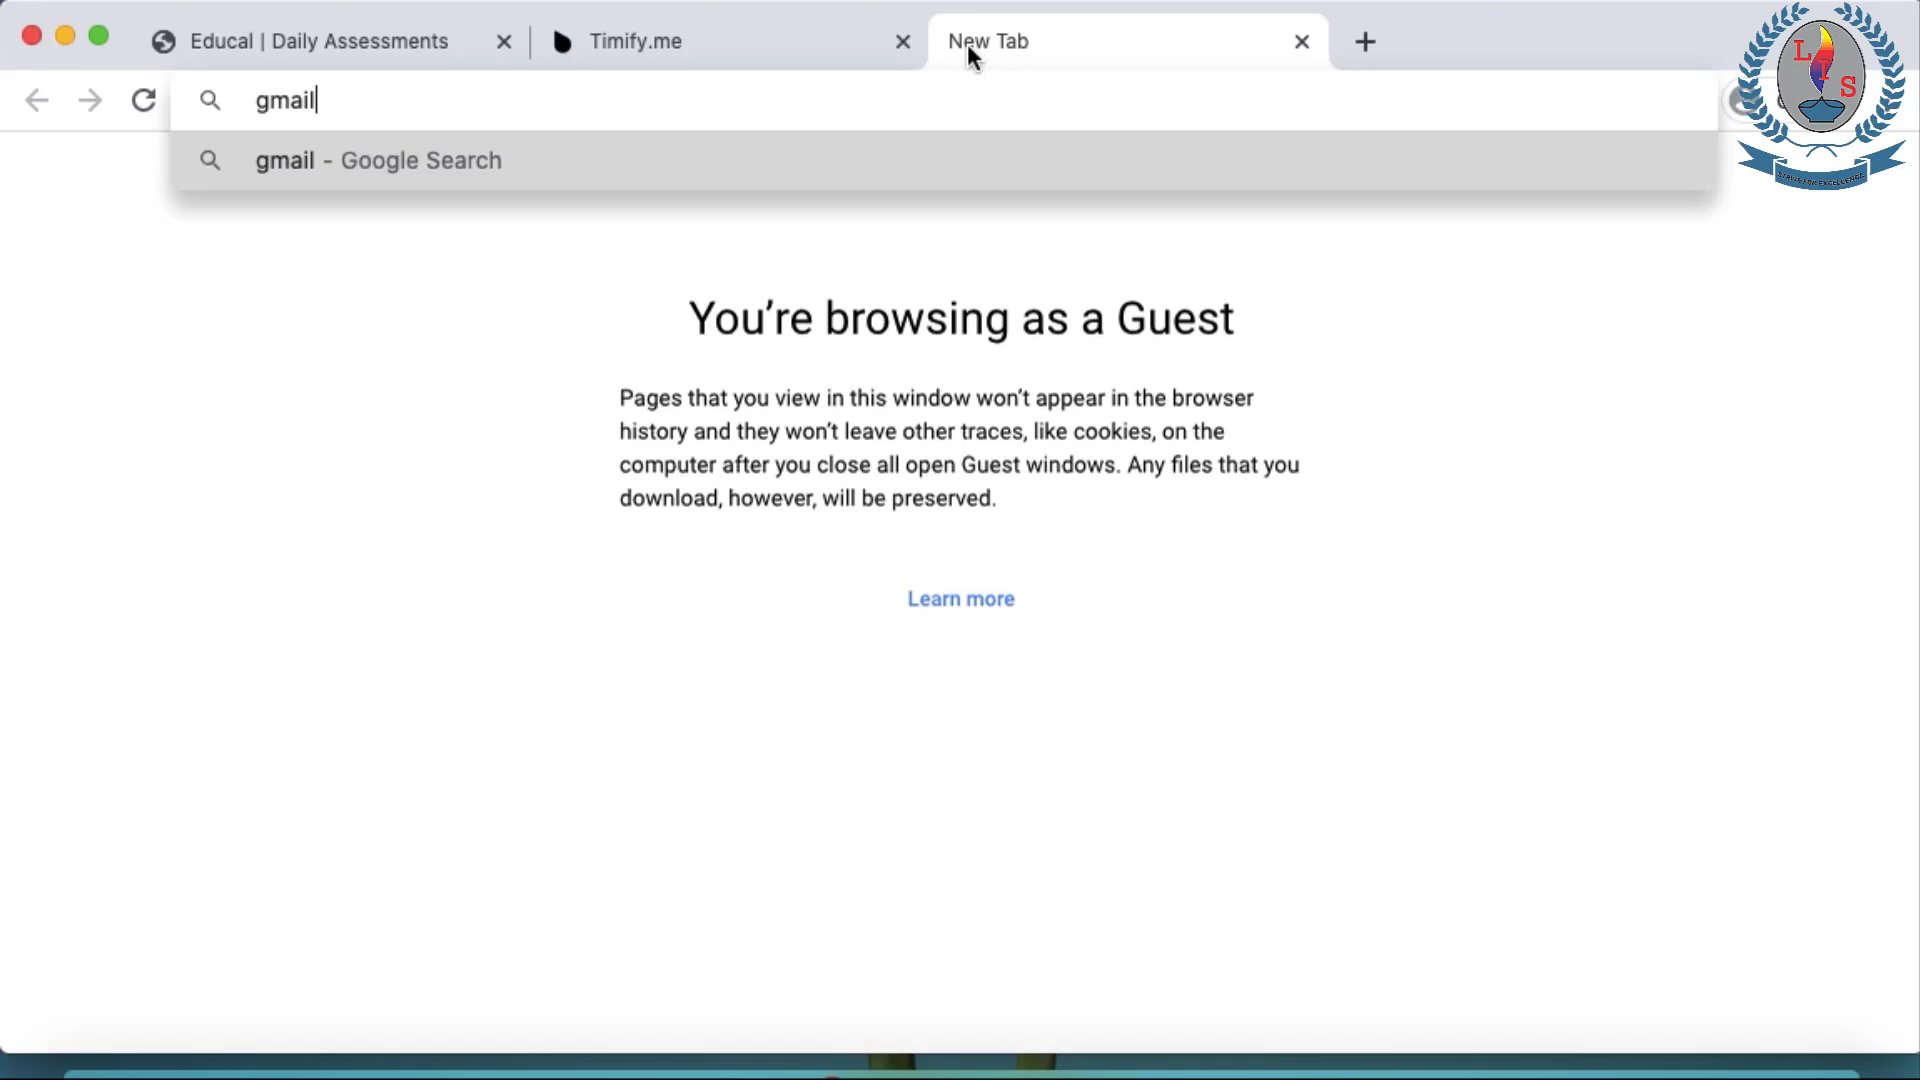 Educal | Daily Assessments
Timify.me
New Tab
gmail
gmail - Google Search
L I S
STRIVE FOR EXCELLENCE
You're browsing as a Guest
Pages that you view in this window won't appear in the browser
history and they won't leave other traces, like cookies, on the
computer after you close all open Guest windows. Any files that you
download, however, will be preserved.
Learn more